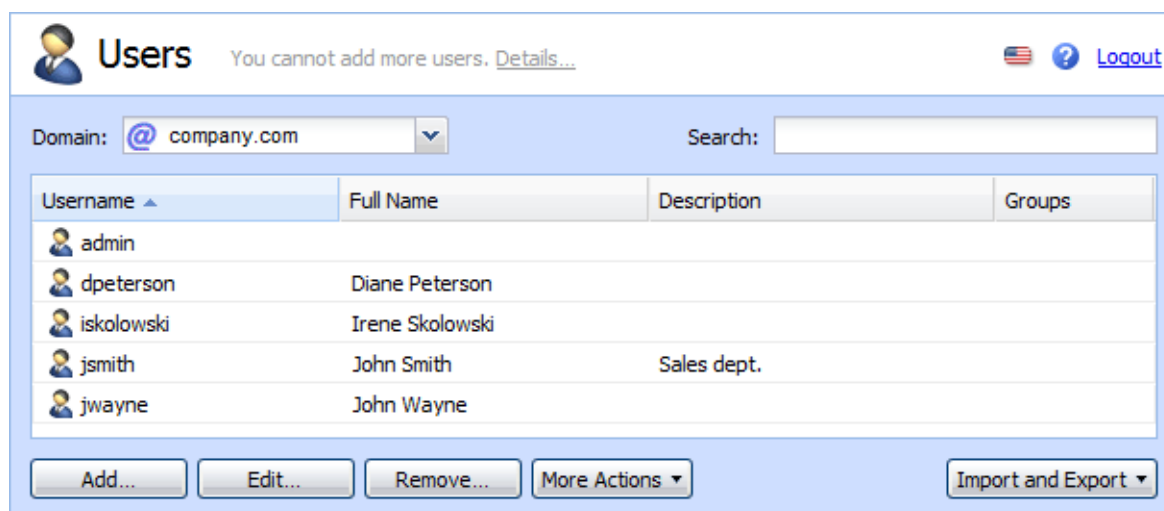 Users You cannot add more users. Details... Logout
Domain: @ company.com Search:
Username Full Name Description Groups
admin
dpeterson Diane Peterson
iskolowski Irene Skolowski
jsmith John Smith Sales dept.
jwayne John Wayne
Add... Edit... Remove... More Actions Import and Export